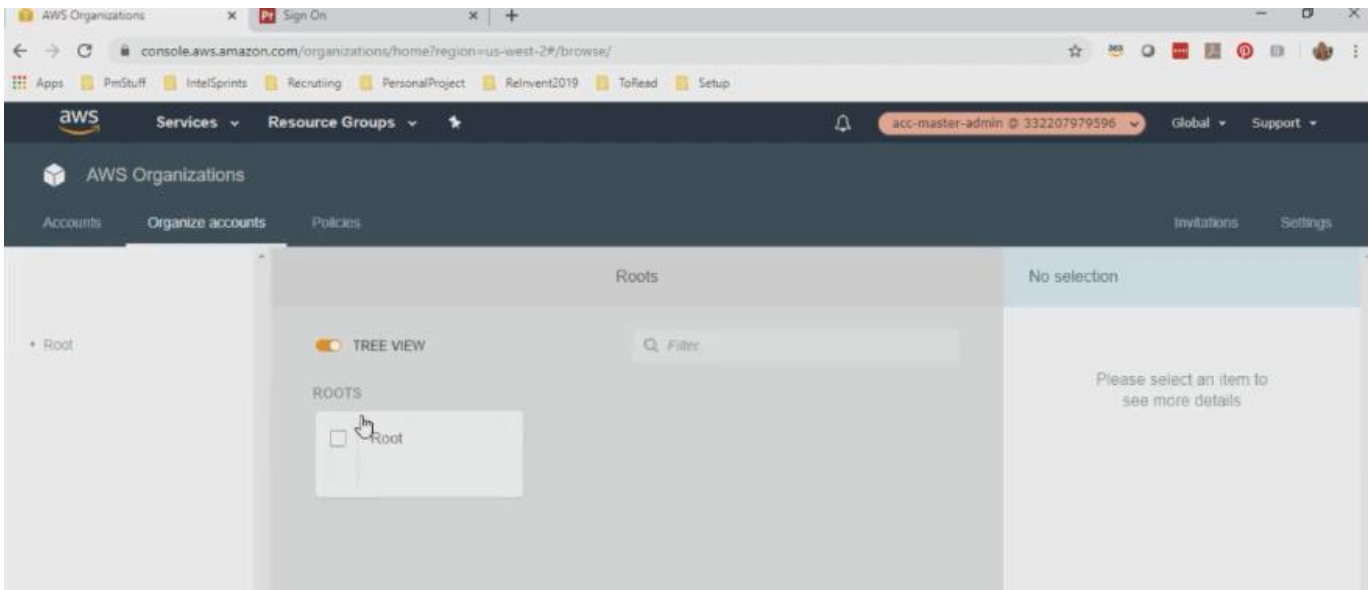 AWS Organizations
Pr Sign On
console.aws.amazon.com/organizations/home?region=us-west-2#/browse/
Apps PmStuff IntelSprints Recrutiing PersonalProject ReInvent2019 ToRead Setup
aws Services Resource Groups acc-master-admin @ 332207979596 Global Support
AWS Organizations
Accounts Organize accounts Policies Invitations Settings
Roots No selection
Root TREE VIEW Filter
Please select an item to
see more details
ROOTS
Root